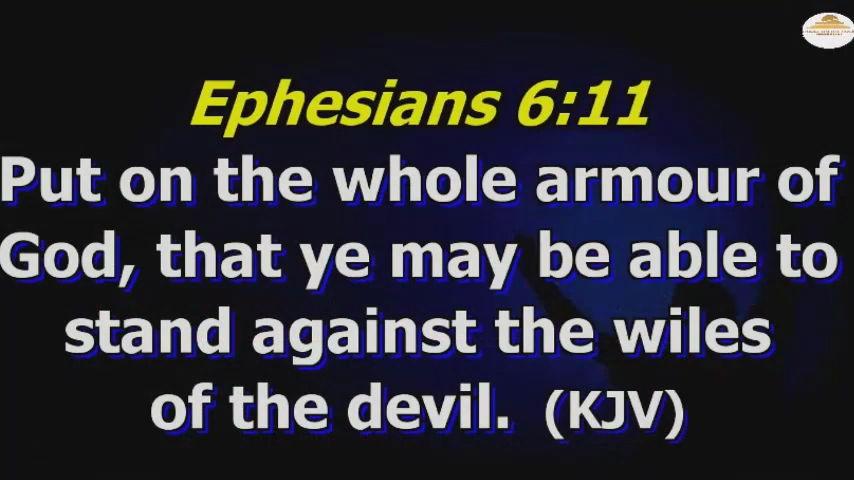 Ephesians 6:11
Put on the whole armour of
God, that ye may be able to
stand against the wiles
of the devil. (KJV)